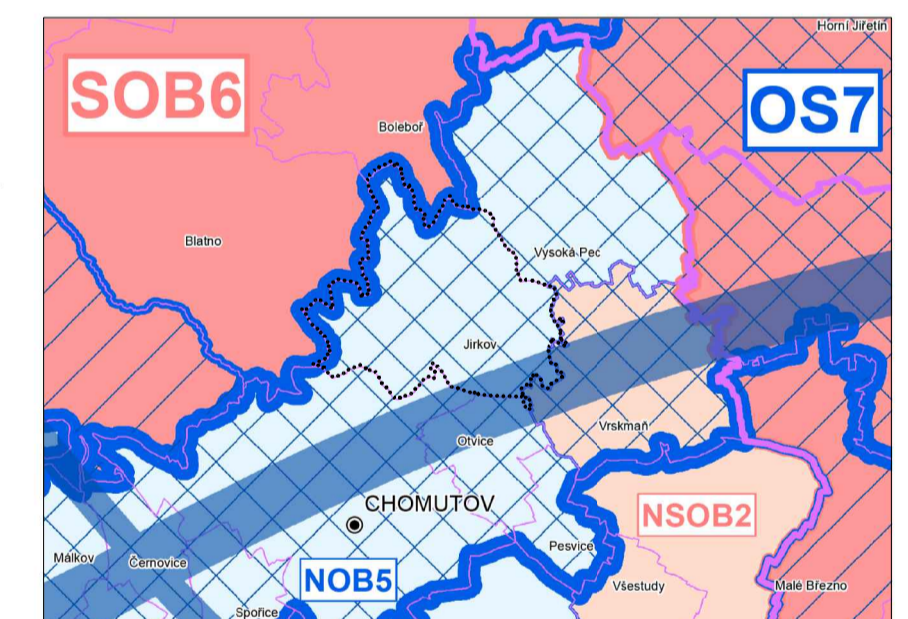 Horní Jiřetín
SOB6
OS7
Boleboř
Blatno
Vysoká Pec
Jirkov
Vrskmaň
Otvice
CHOMUTOV
NSOB2
Pesvice
Málkov
Černovice
NOB5
Všestudy
Malé Březno
Spořice